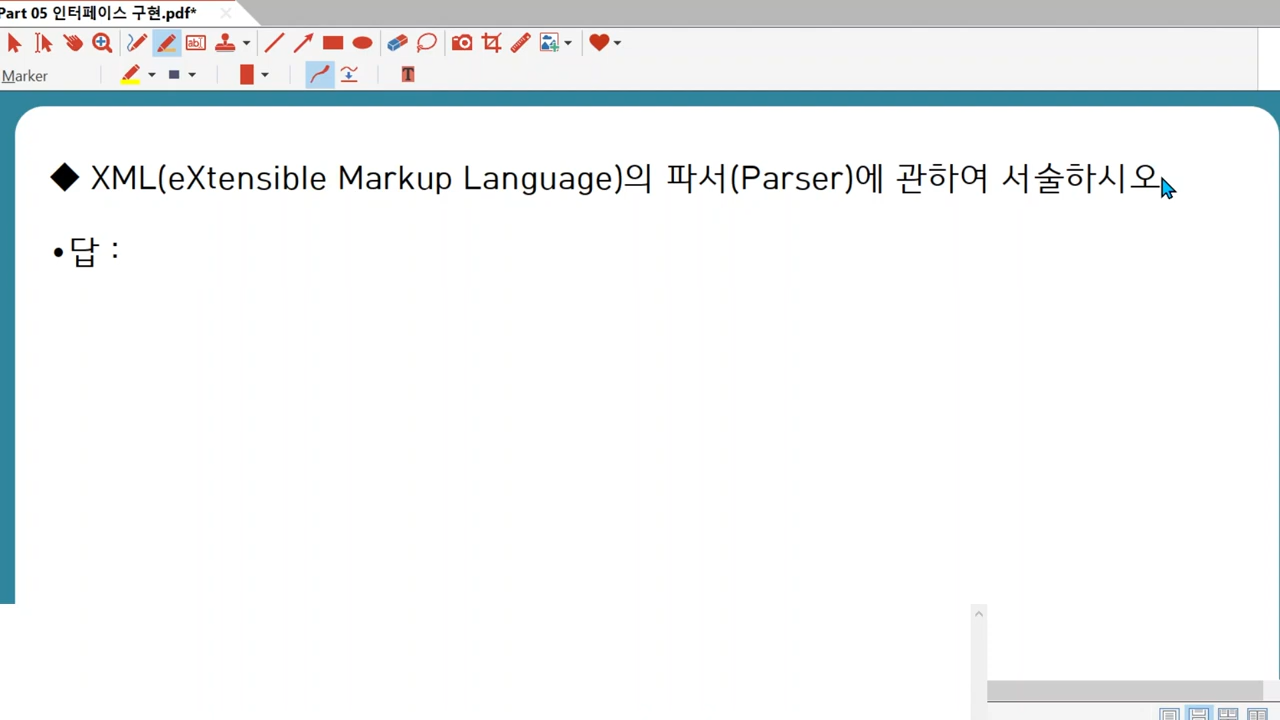 Part 05 인터페이스 구현.pdf*
Marker
◆ XML(eXtensible Markup Language)의 파서(Parser)에 관하여 서술하시오
•답 :